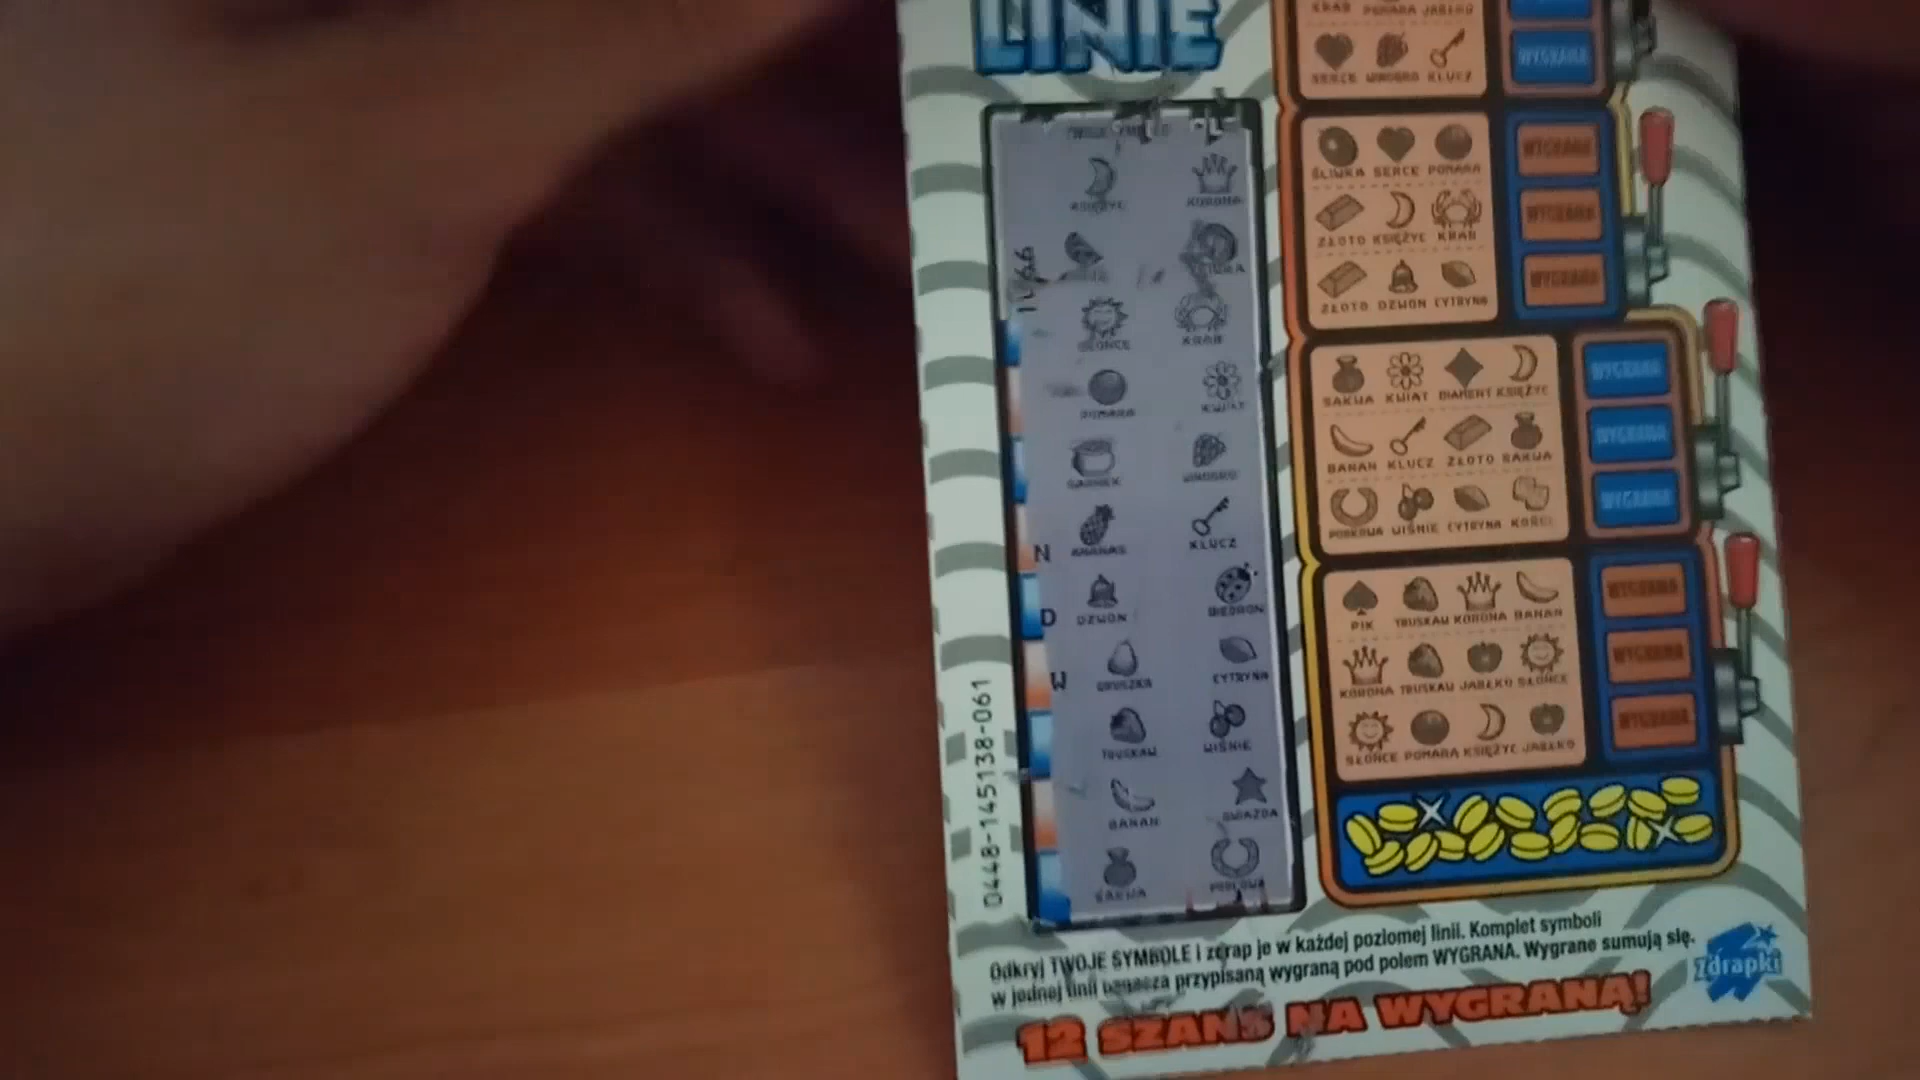 LINIE
KRAB POMARA JABŁKO
SERCE WINOGRO KLUCZ
WYGRANA
TWOJE SYMBOLE
KSIĘŻYC KORONA
SŁOŃCE KRAB
POMARA KWIAT
GARNEK WINOGRO
ANANAS KLUCZ
DZWON BIEDRON
GRUSZKA CYTRYNA
TRUSKAW WIŚNIE
BANAN GWIAZDA
SAKWA PODKOWA
N
D
W
0448-145138-061
ŚLIWKA SERCE POMARA
WYGRANA
ZŁOTO KSIĘŻYC KRAB
WYGRANA
ZŁOTO DZWON CYTRYNA
WYGRANA
SAKWA KWIAT DIAMENT KSIĘŻYC
WYGRANA
BANAN KLUCZ ZŁOTO SAKWA
WYGRANA
PODKOWA WIŚNIE CYTRYNA KOŚCI
WYGRANA
PIK TRUSKAW KORONA BANAN
WYGRANA
KORONA TRUSKAW JABŁKO SŁOŃCE
WYGRANA
SŁOŃCE POMARA KSIĘŻYC JABŁKO
WYGRANA
Odkryj TWOJE SYMBOLE i zdrap je w każdej poziomej linii. Komplet symboli
w jednej linii oznacza przypisaną wygraną pod polem WYGRANA. Wygrane sumują się.
12 SZANS NA WYGRANĄ!
Zdrapki